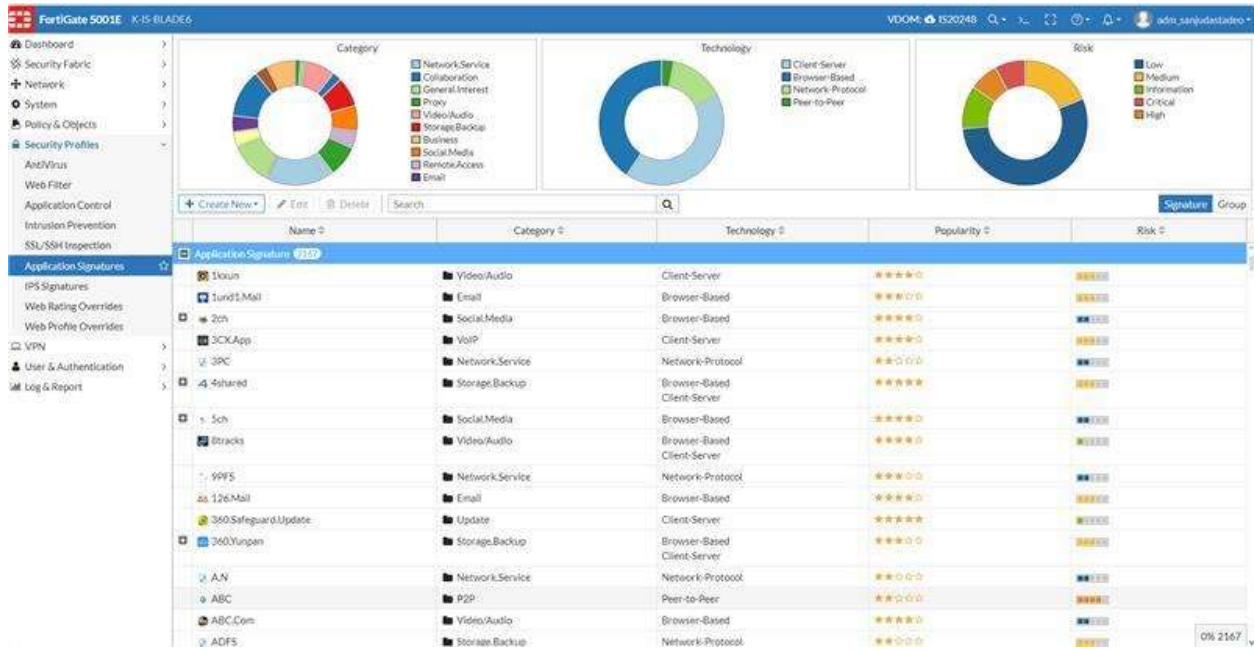 FortiGate 5001E K-IS-BLADE6
VDOM: IS20248 adm_sanjudastadeo
Dashboard
Security Fabric
Network
System
Policy & Objects
Security Profiles
AntiVirus
Web Filter
Application Control
Intrusion Prevention
SSL/SSH Inspection
Application Signatures
IPS Signatures
Web Rating Overrides
Web Profile Overrides
VPN
User & Authentication
Log & Report
Category
Network.Service
Collaboration
General.Interest
Proxy
Video/Audio
Storage.Backup
Business
Social.Media
Remote.Access
Email
Technology
Client-Server
Browser-Based
Network-Protocol
Peer-to-Peer
Risk
Low
Medium
Information
Critical
High
+ Create New Edit Delete Search
Signature Group
Name Category Technology Popularity Risk
Application Signature 2167
1kxun Video/Audio Client-Server
1und1.Mail Email Browser-Based
2ch Social.Media Browser-Based
3CX.App VoIP Client-Server
3PC Network.Service Network-Protocol
4shared Storage.Backup Browser-Based
Client-Server
5ch Social.Media Browser-Based
8tracks Video/Audio Browser-Based
Client-Server
9PFS Network.Service Network-Protocol
126.Mail Email Browser-Based
360.Safeguard.Update Update Client-Server
360.Yunpan Storage.Backup Browser-Based
Client-Server
A.N Network.Service Network-Protocol
ABC P2P Peer-to-Peer
ABC.Com Video/Audio Browser-Based
ADFS Storage.Backup Network-Protocol
0% 2167